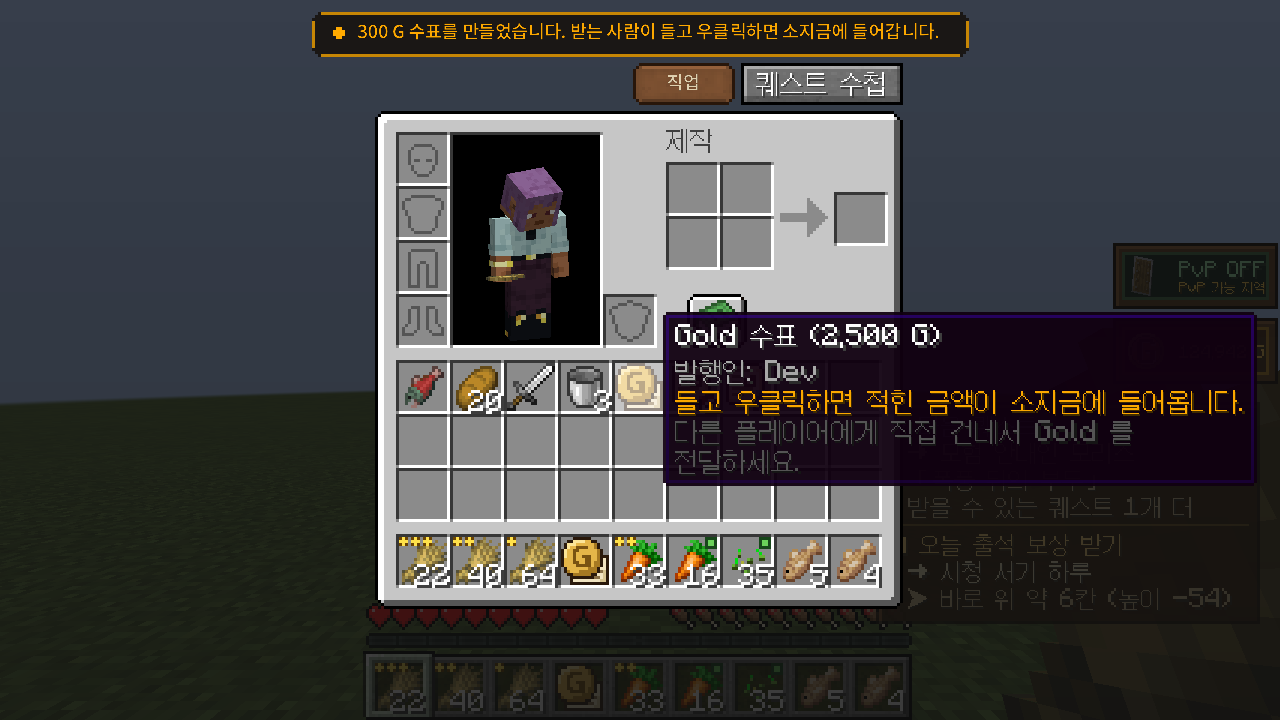 300 G 수표를 만들었습니다. 받는 사람이 들고 우클릭하면 소지금에 들어갑니다.
직업
퀘스트 수첩
제작
PvP OFF
PvP 가능 지역
Gold 수표 (2,500 G)
발행인: Dev
들고 우클릭하면 적힌 금액이 소지금에 들어옵니다.
다른 플레이어에게 직접 건네서 Gold 를
전달하세요.
20
3
받을 수 있는 퀘스트 1개 더
오늘 출석 보상 받기
→ 시청 서기 하루
➤ 바로 위 약 6칸 (높이 -54)
22 40 64 33 16 35 5 4
22 40 64 33 16 35 5 4